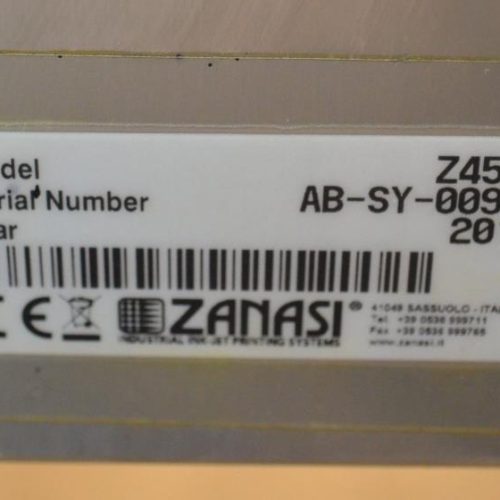 del Z45
rial Number AB-SY-009
ar 20
CE ZANASI®
INDUSTRIAL INK-JET PRINTING SYSTEMS
41049 SASSUOLO - ITA
Tel. +39 0536 999711
Fax +39 0536 999765
www.zanasi.it